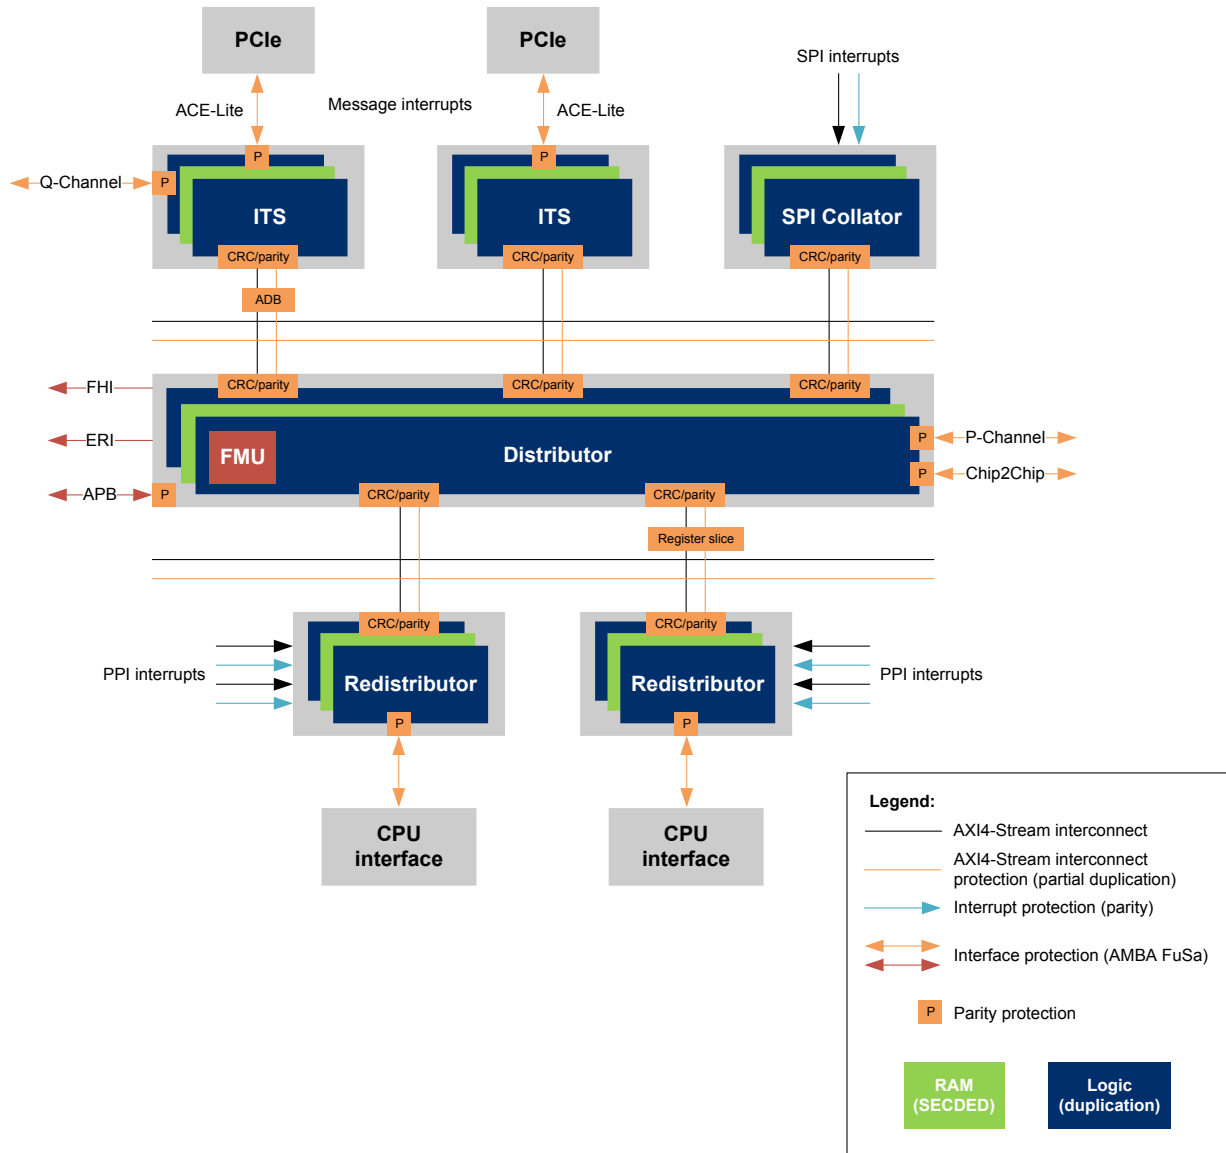 PCIe
PCIe
SPI interrupts
ACE-Lite
Message interrupts
ACE-Lite
P
P
Q-Channel
P
ITS
ITS
SPI Collator
CRC/parity
CRC/parity
CRC/parity
ADB
FHI
CRC/parity
CRC/parity
CRC/parity
ERI
FMU
Distributor
P
P-Channel
P
Chip2Chip
APB
P
CRC/parity
CRC/parity
Register slice
CRC/parity
CRC/parity
PPI interrupts
Redistributor
Redistributor
PPI interrupts
P
P
CPU
interface
CPU
interface
Legend:
AXI4-Stream interconnect
AXI4-Stream interconnect
protection (partial duplication)
Interrupt protection (parity)
Interface protection (AMBA FuSa)
P
Parity protection
RAM
(SECDED)
Logic
(duplication)